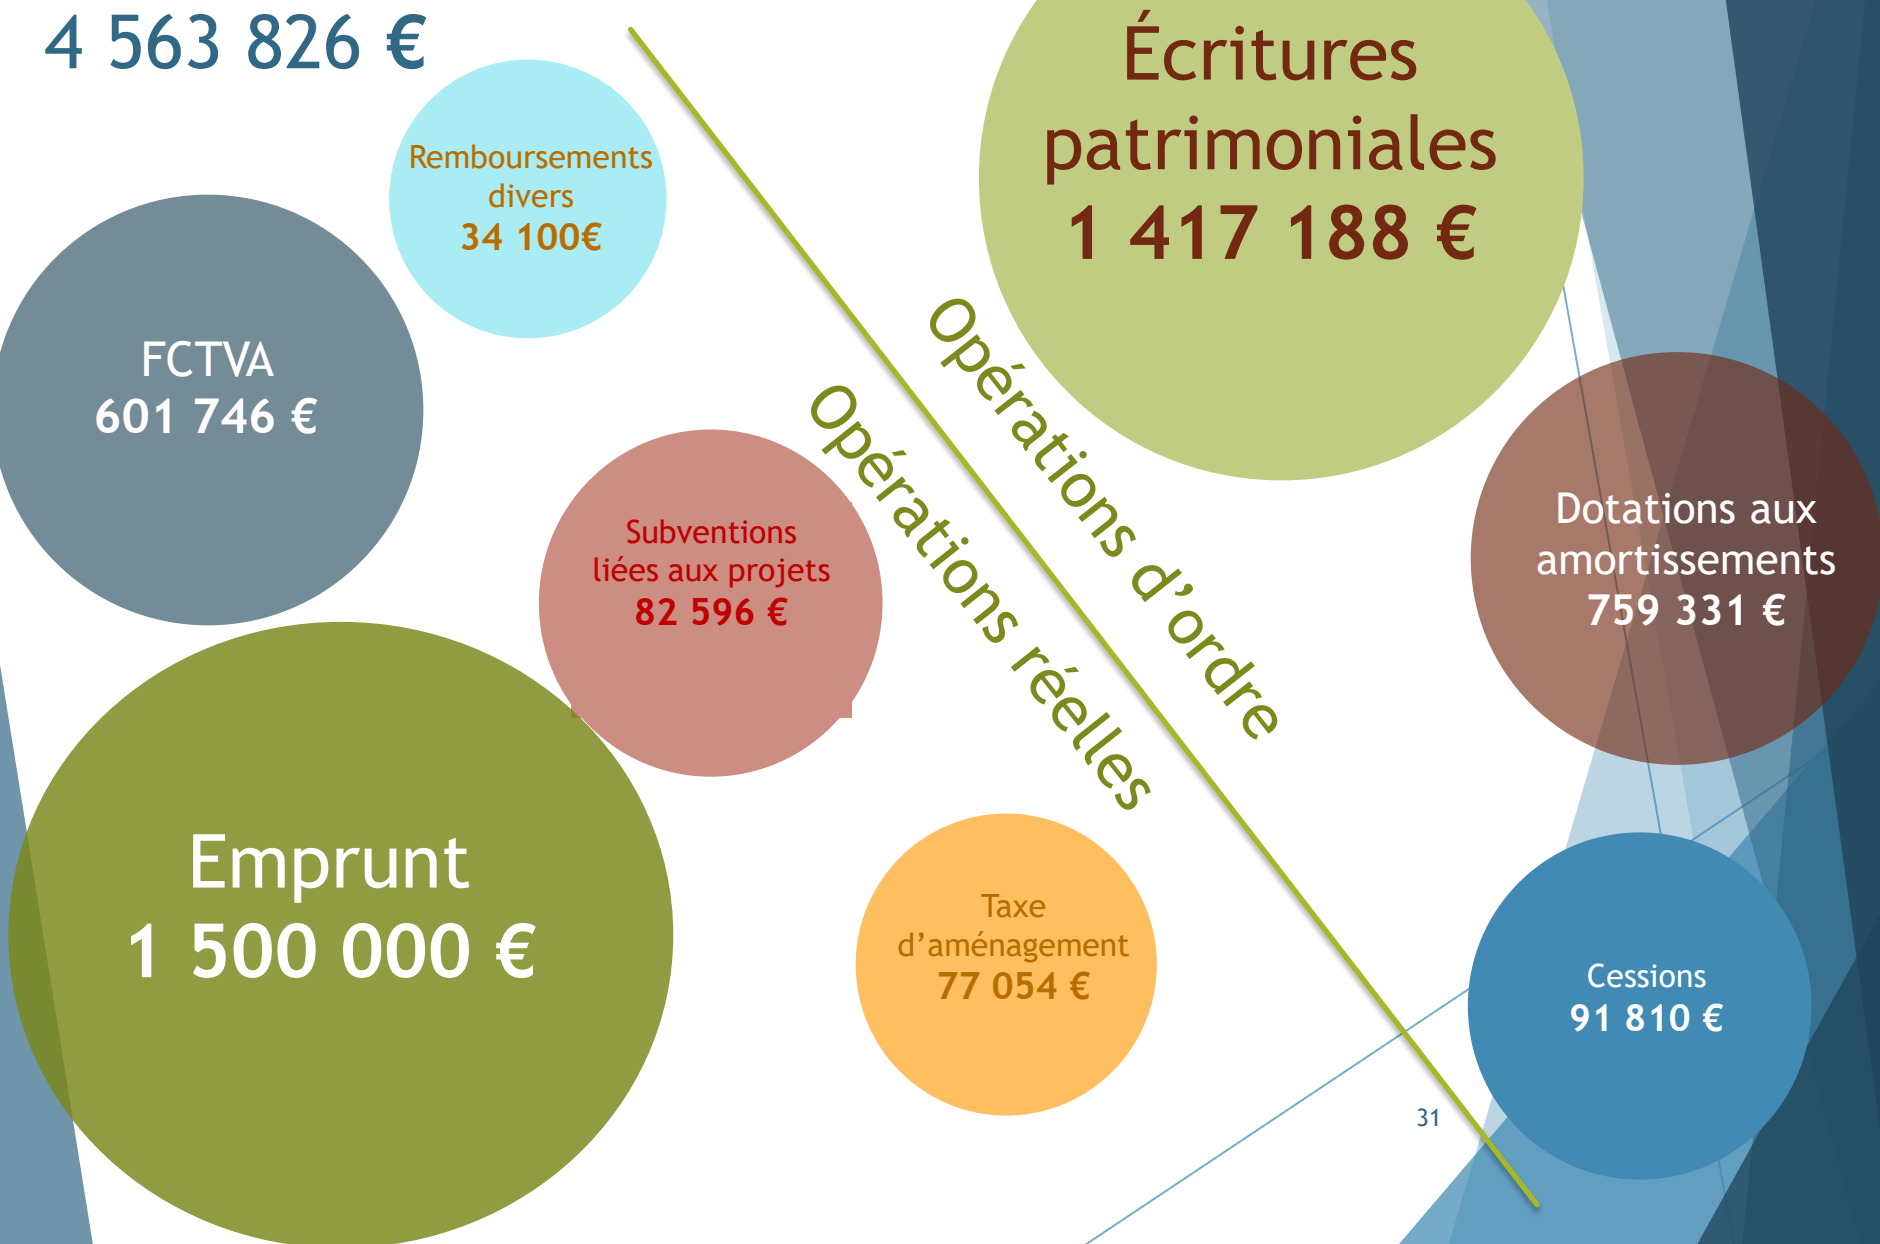 4 563 826 €
Remboursements
divers
34 100€
FCTVA
601 746 €
Subventions
liées aux projets
82 596 €
Emprunt
1 500 000 €
Taxe
d’aménagement
77 054 €
Opérations réelles
Opérations d’ordre
Écritures
patrimoniales
1 417 188 €
Dotations aux
amortissements
759 331 €
Cessions
91 810 €
31